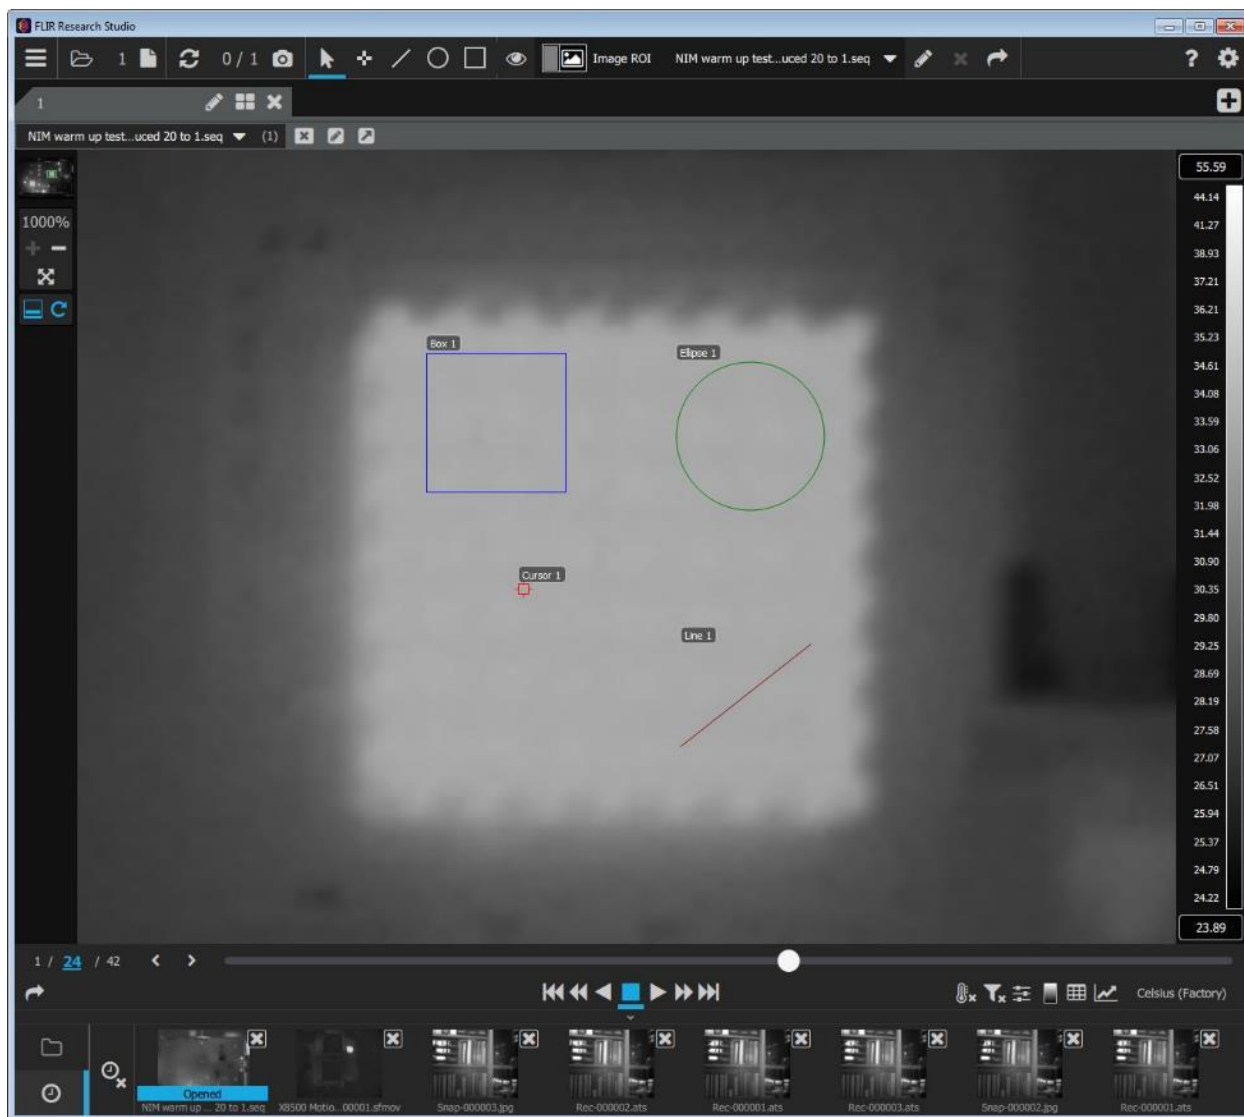 FLIR Research Studio
1
0 / 1
Image ROI
NIM warm up test...uced 20 to 1.seq
?
1
NIM warm up test...uced 20 to 1.seq
(1)
1000%
Box 1
Ellipse 1
Cursor 1
Line 1
55.59
44.14
41.27
38.93
37.21
36.21
35.23
34.61
34.08
33.59
33.06
32.52
31.98
31.44
30.90
30.35
29.80
29.25
28.69
28.19
27.58
27.07
26.51
25.94
25.37
24.79
24.22
23.89
1 / 24 / 42
Celsius (Factory)
Opened
NIM warm up ... 20 to 1.seq
X8500 Motio...00001.sfmov
Snap-000003.jpg
Rec-000002.ats
Rec-000001.ats
Rec-000003.ats
Snap-000002.jpg
Rec-000001.ats